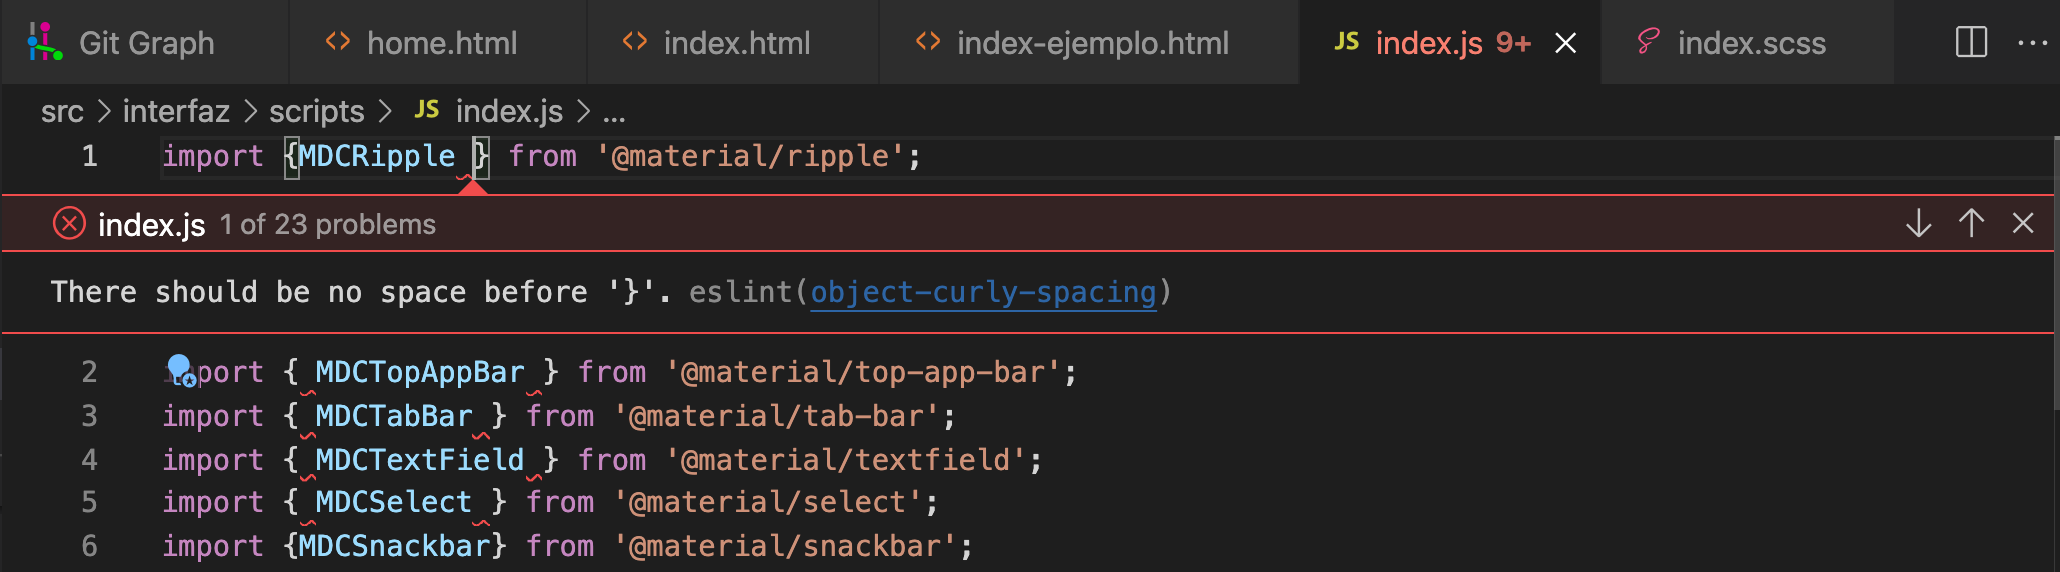 Git Graph <> home.html <> index.html <> index-ejemplo.html JS index.js 9+ index.scss ...
src > interfaz > scripts > JS index.js > ...
1 import {MDCRipple } from '@material/ripple';
index.js 1 of 23 problems
There should be no space before '}'. eslint(object-curly-spacing)
2 import { MDCTopAppBar } from '@material/top-app-bar';
3 import { MDCTabBar } from '@material/tab-bar';
4 import { MDCTextField } from '@material/textfield';
5 import { MDCSelect } from '@material/select';
6 import {MDCSnackbar} from '@material/snackbar';